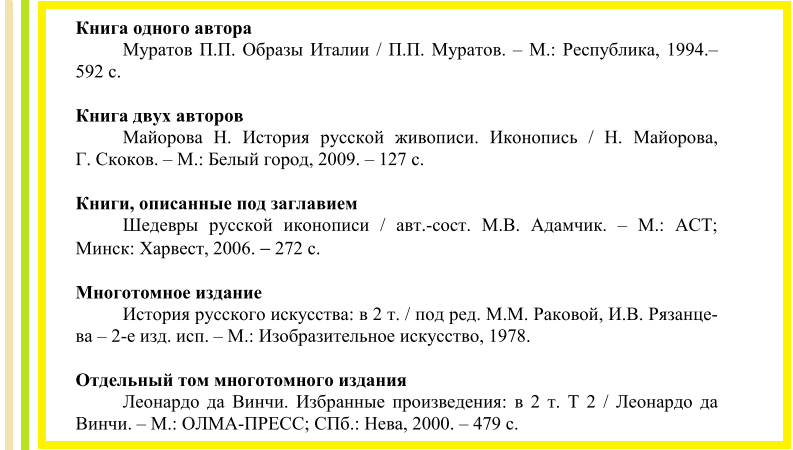 Книга одного автора
Муратов П.П. Образы Италии / П.П. Муратов. – М.: Республика, 1994.–
592 с.
Книга двух авторов
Майорова Н. История русской живописи. Иконопись / Н. Майорова,
Г. Скоков. – М.: Белый город, 2009. – 127 с.
Книги, описанные под заглавием
Шедевры русской иконописи / авт.-сост. М.В. Адамчик. – М.: АСТ;
Минск: Харвест, 2006. – 272 с.
Многотомное издание
История русского искусства: в 2 т. / под ред. М.М. Раковой, И.В. Рязанце-
ва – 2-е изд. исп. – М.: Изобразительное искусство, 1978.
Отдельный том многотомного издания
Леонардо да Винчи. Избранные произведения: в 2 т. Т 2 / Леонардо да
Винчи. – М.: ОЛМА-ПРЕСС; СПб.: Нева, 2000. – 479 с.